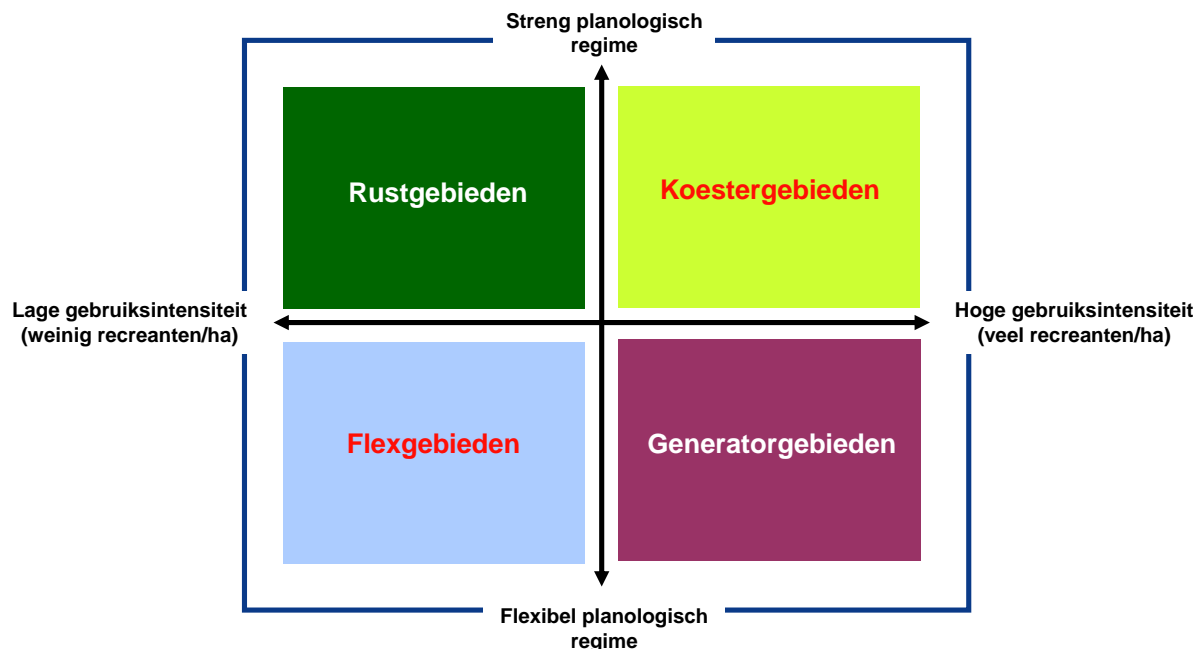 Streng planologisch
regime
Rustgebieden
Koestergebieden
Lage gebruiksintensiteit
(weinig recreanten/ha)
Hoge gebruiksintensiteit
(veel recreanten/ha)
Flexgebieden
Generatorgebieden
Flexibel planologisch
regime